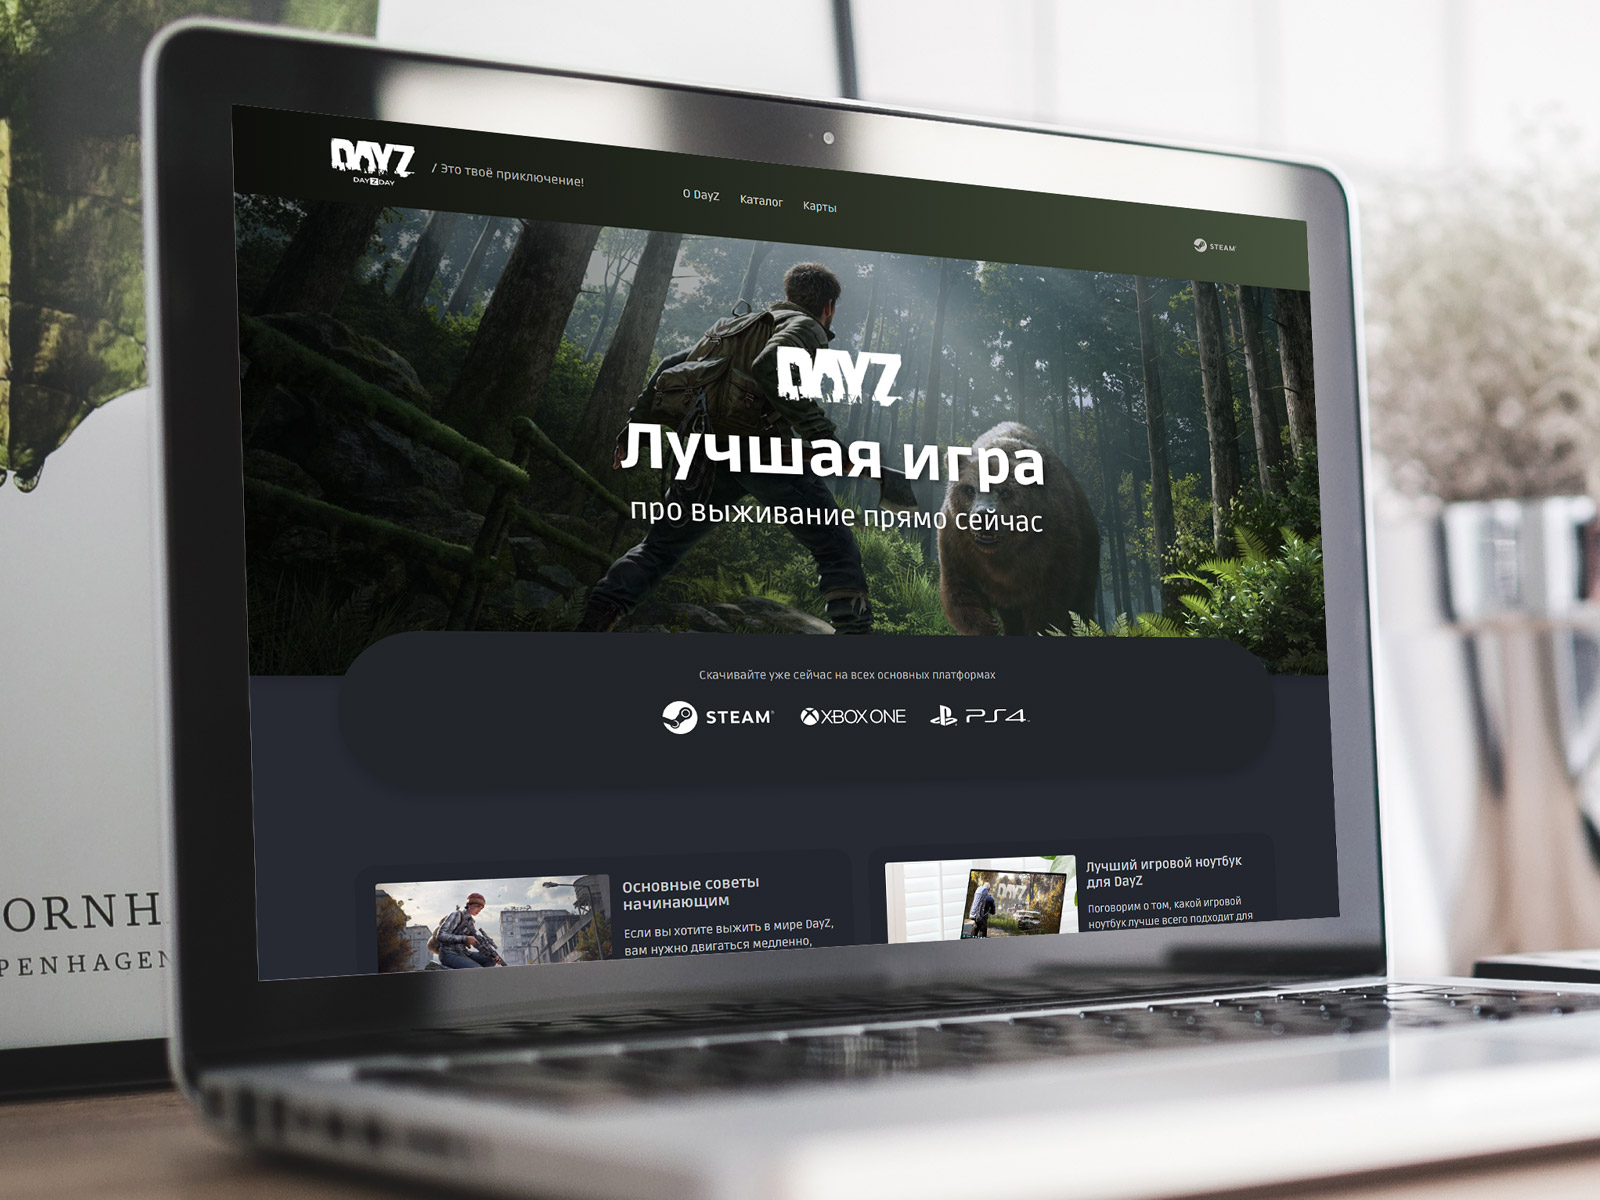 DAYZ
DAYZDAY
/ Это твоё приключение!
О DayZ
Каталог
Карты
STEAM
DAYZ
Лучшая игра
про выживание прямо сейчас
Скачивайте уже сейчас на всех основных платформах
STEAM
XBOX ONE
PS4
Основные советы
начинающим
Если вы хотите выжить в мире DayZ,
вам нужно двигаться медленно,
DAYZ
Лучший игровой ноутбук
для DayZ
Поговорим о том, какой игровой
ноутбук лучше всего подходит для
ORNH
PENHAGEN